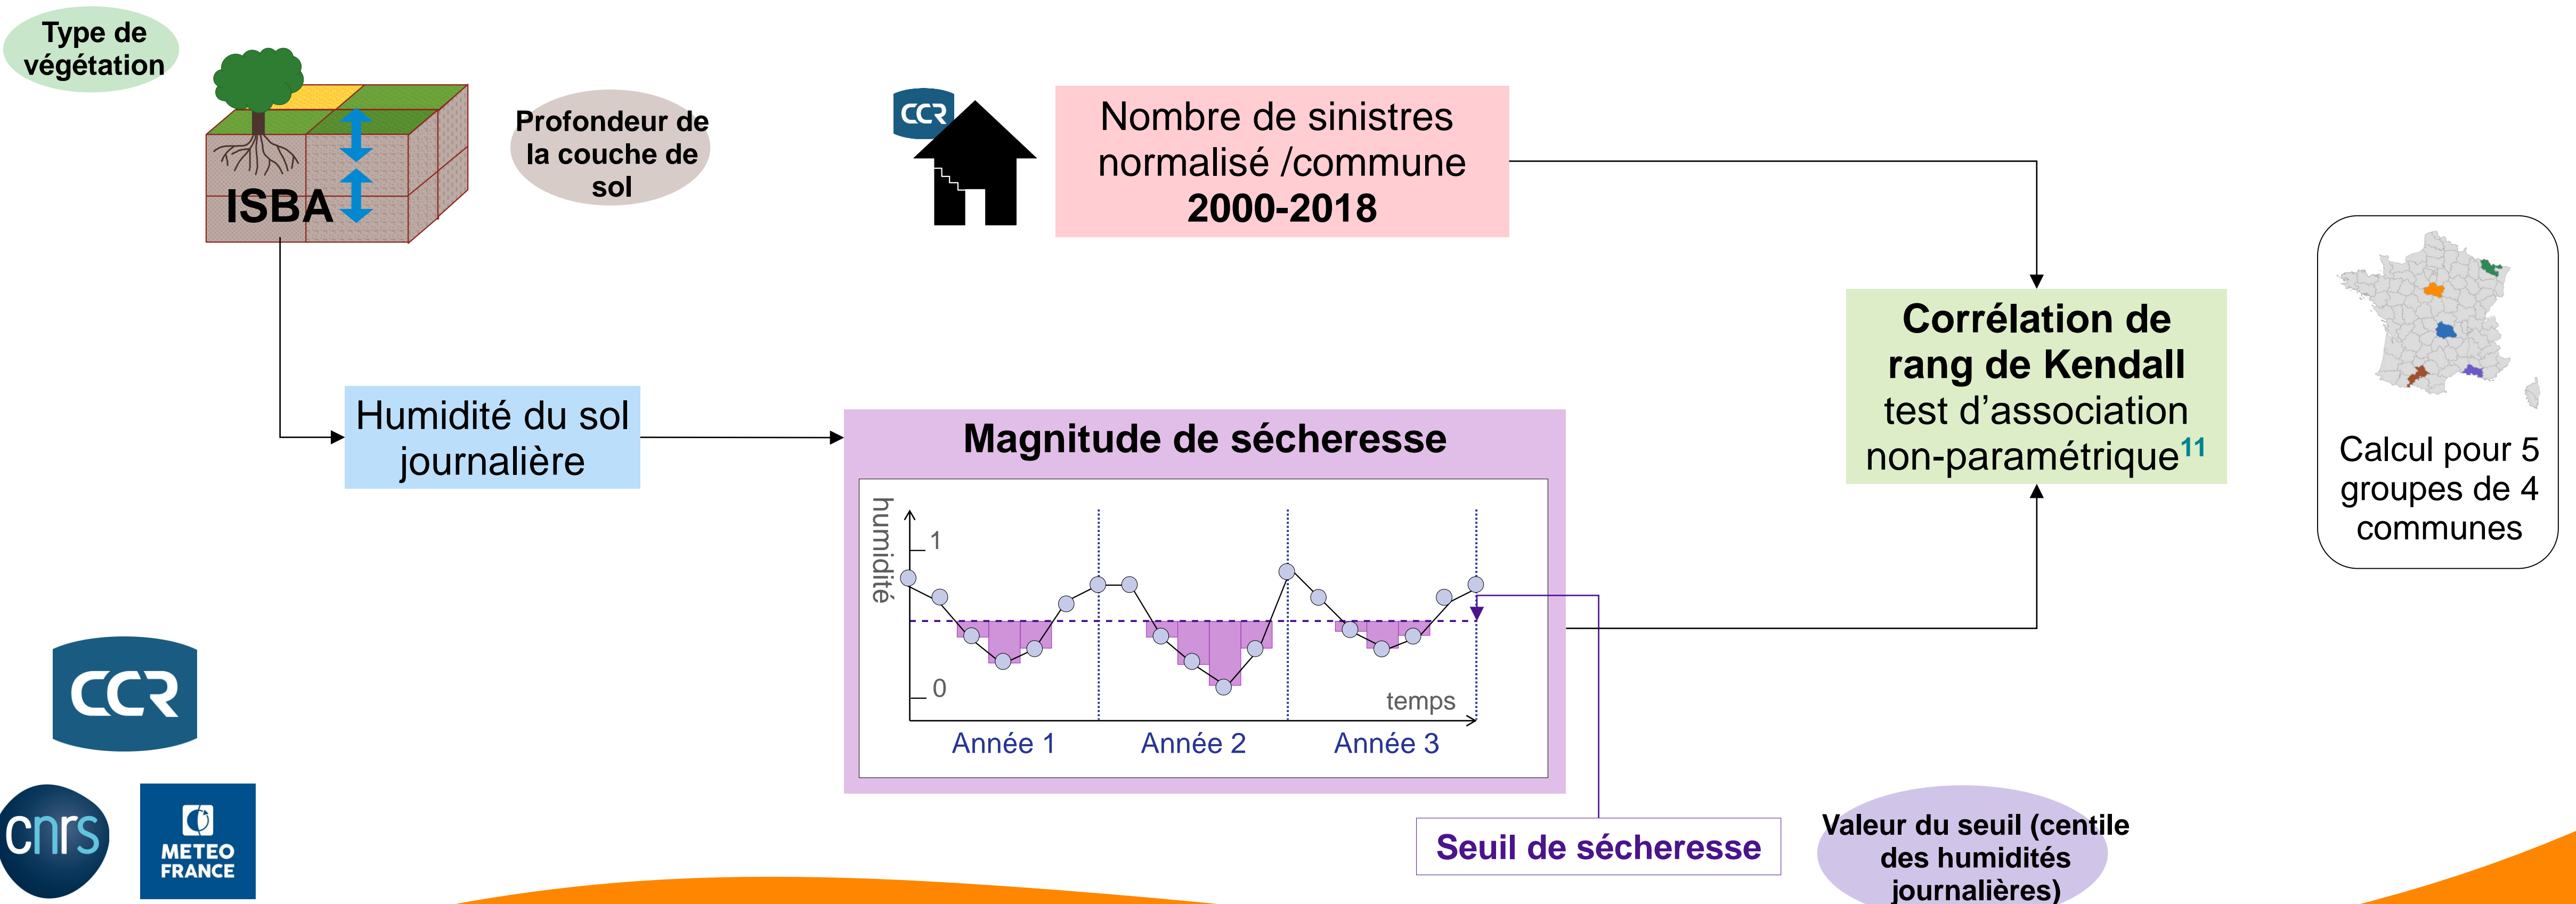 Type de
végétation
ISBA
Profondeur de
la couche de
sol
CCR
Nombre de sinistres
normalisé /commune
2000-2018
Humidité du sol
journalière
Magnitude de sécheresse
humidité
1
0
temps
Année 1
Année 2
Année 3
Seuil de sécheresse
Valeur du seuil (centile
des humidités
journalières)
Corrélation de
rang de Kendall
test d’association
non-paramétrique11
Calcul pour 5
groupes de 4
communes
CCR
cnrs
METEO
FRANCE